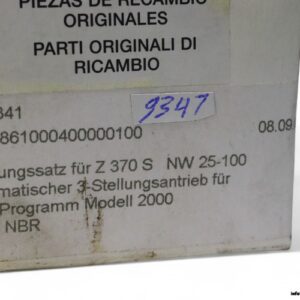 PIEZAS DE RECAMBIO
ORIGINALES
PARTI ORIGINALI DI
RICAMBIO
341
9347
861000400000100
08.09
ungssatz für Z 370 S NW 25-100
matischer 3-Stellungsantrieb für
Programm Modell 2000
NBR